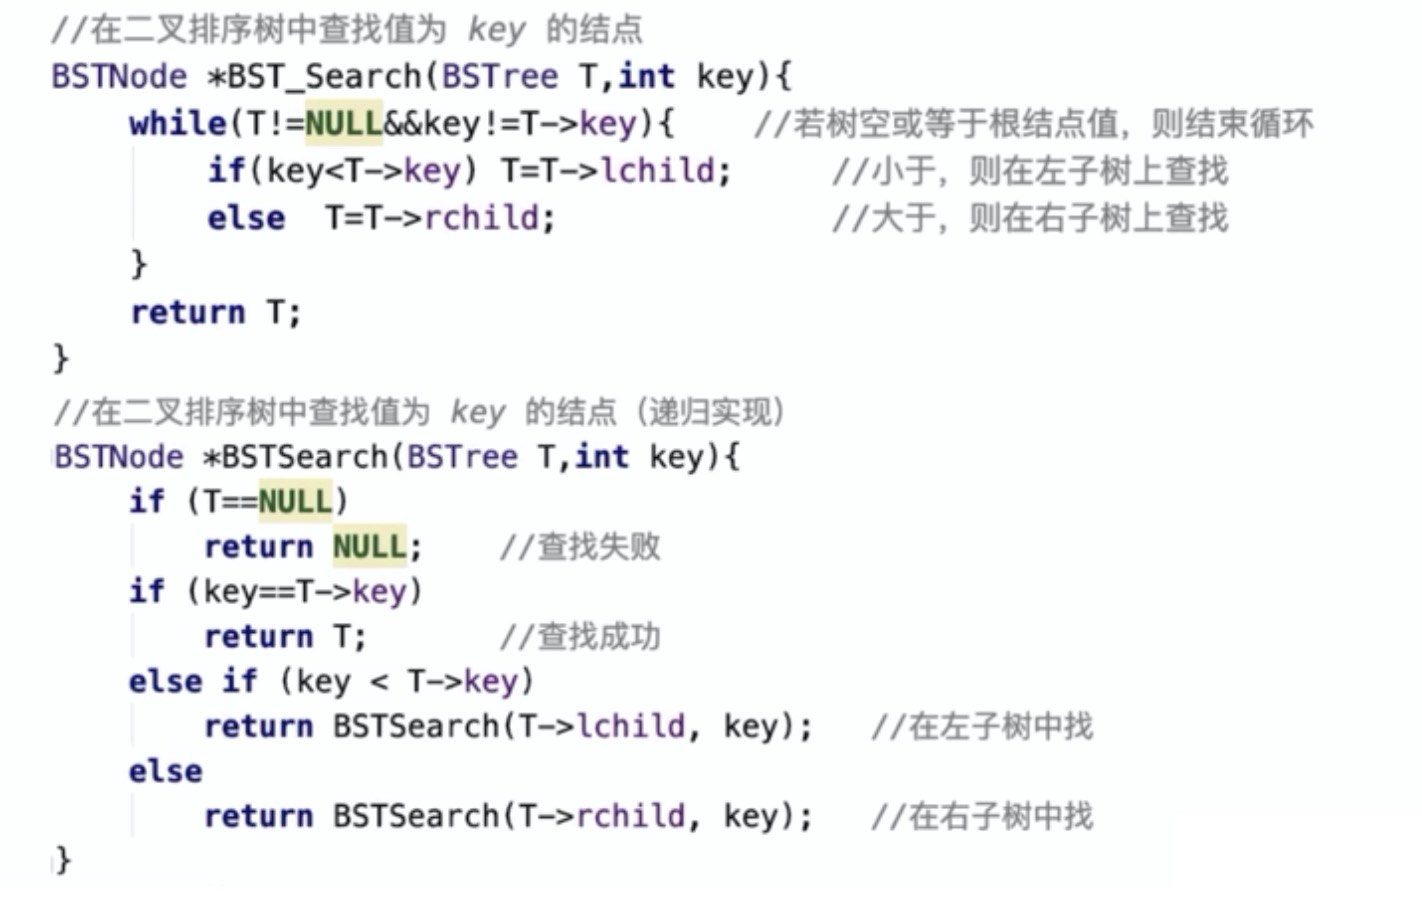 //在二叉排序树中查找值为 key 的结点
BSTNode *BST_Search(BSTree T,int key){
    while(T!=NULL&&key!=T->key){    //若树空或等于根结点值，则结束循环
        if(key<T->key) T=T->lchild;     //小于，则在左子树上查找
        else  T=T->rchild;              //大于，则在右子树上查找
    }
    return T;
}
//在二叉排序树中查找值为 key 的结点（递归实现）
BSTNode *BSTSearch(BSTree T,int key){
    if (T==NULL)
        return NULL;    //查找失败
    if (key==T->key)
        return T;       //查找成功
    else if (key < T->key)
        return BSTSearch(T->lchild, key);   //在左子树中找
    else
        return BSTSearch(T->rchild, key);   //在右子树中找
}